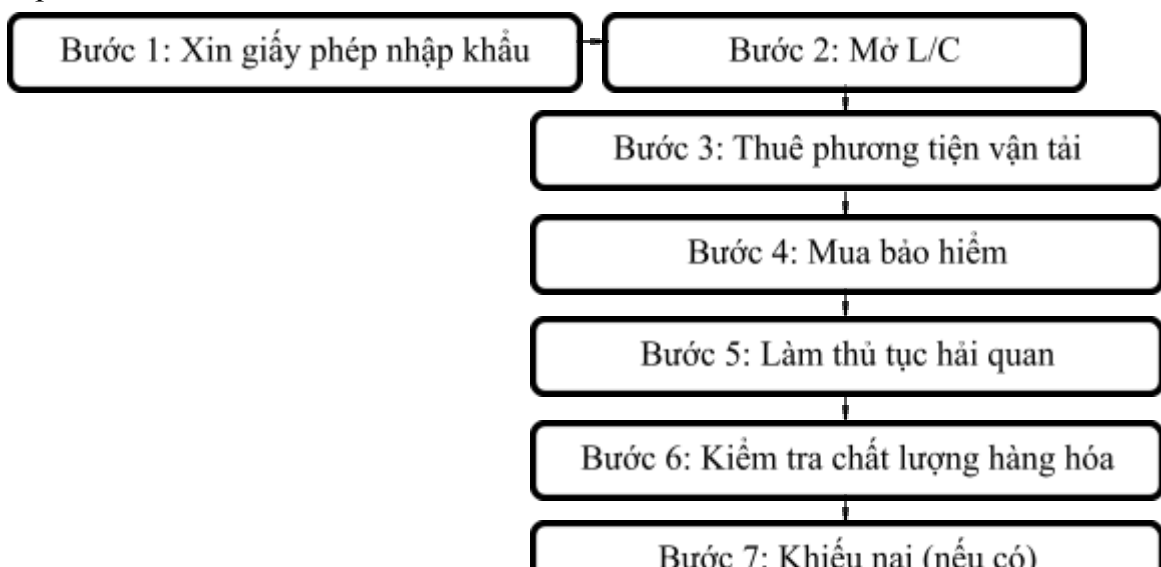 Bước 1: Xin giấy phép nhập khẩu
Bước 2: Mở L/C
Bước 3: Thuê phương tiện vận tải
Bước 4: Mua bảo hiểm
Bước 5: Làm thủ tục hải quan
Bước 6: Kiểm tra chất lượng hàng hóa
Bước 7: Khiếu nại (nếu có)